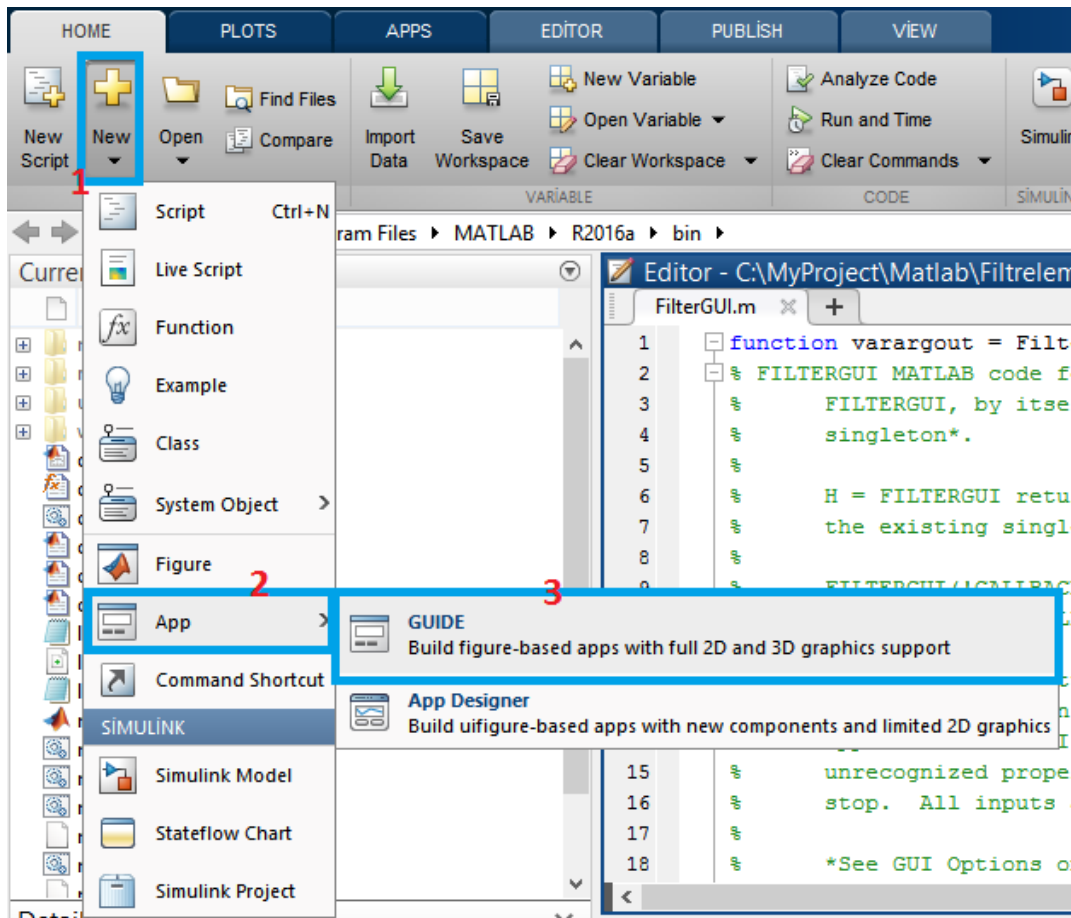 HOME PLOTS APPS EDİTOR PUBLİSH VİEW
New Script
New
Open
Find Files
Compare
Import Data
Save Workspace
New Variable
Open Variable
Clear Workspace
Analyze Code
Run and Time
Clear Commands
VARİABLE
CODE
1
Script Ctrl+N
Live Script
Function
Example
Class
System Object
Figure
2
App
Command Shortcut
SİMULİNK
Simulink Model
Stateflow Chart
Simulink Project
3
GUIDE
Build figure-based apps with full 2D and 3D graphics support
App Designer
Build uifigure-based apps with new components and limited 2D graphics
Files MATLAB R2016a bin
Editor - C:\MyProject\Matlab\Filtrelem
FilterGUI.m
1 function varargout = Filt
2 % FILTERGUI MATLAB code f
3 % FILTERGUI, by itse
4 % singleton*.
5 %
6 % H = FILTERGUI retu
7 % the existing singl
8 %
15 % unrecognized prope
16 % stop. All inputs
17 %
18 % *See GUI Options o